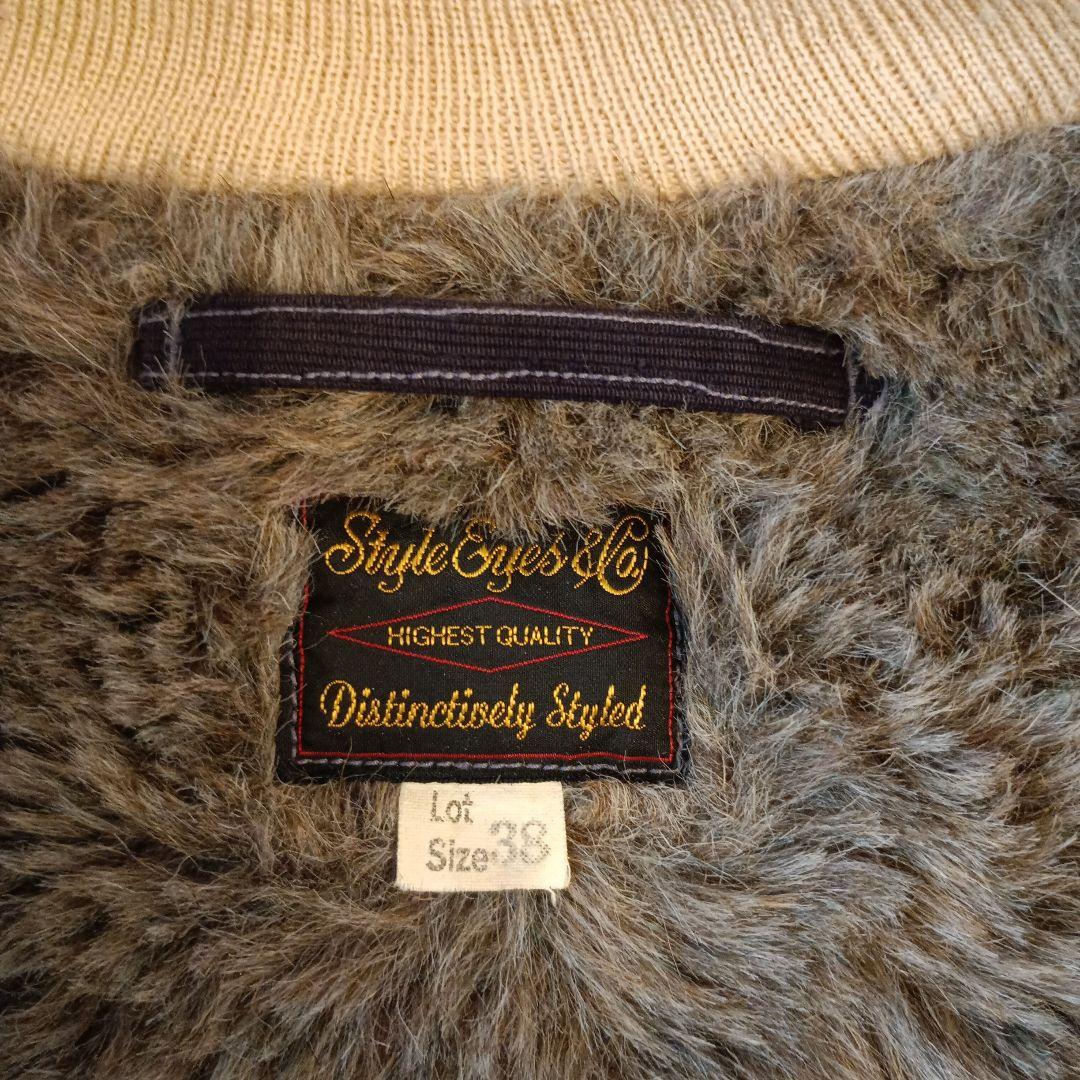 Style Eyes & Co
HIGHEST QUALITY
Distinctively Styled
Lot
Size 38